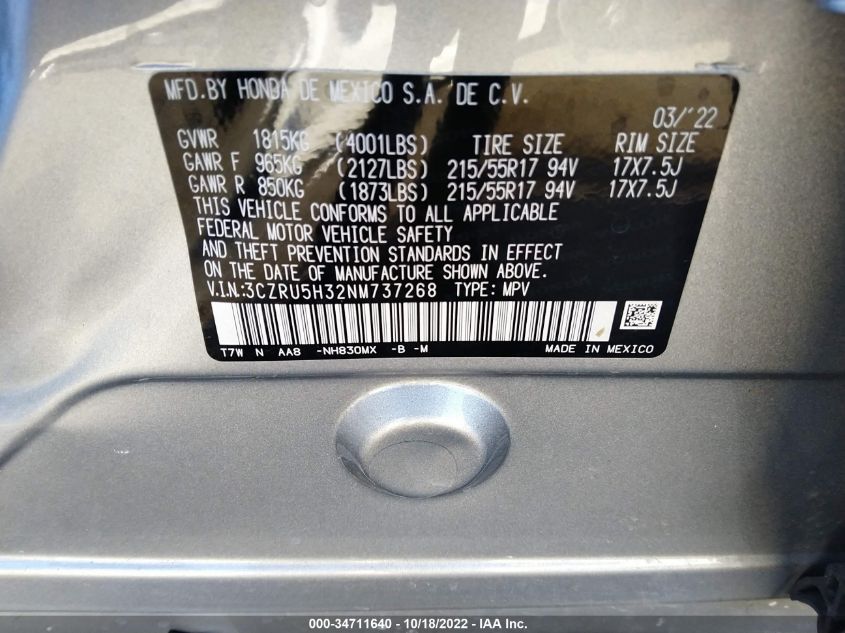 MFD.BY HONDA DE MEXICO S.A. DE C.V.
03/'22
GVWR 1815KG (4001LBS) TIRE SIZE RIM SIZE
GAWR F 965KG (2127LBS) 215/55R17 94V 17X7.5J
GAWR R 850KG (1873LBS) 215/55R17 94V 17X7.5J
THIS VEHICLE CONFORMS TO ALL APPLICABLE
FEDERAL MOTOR VEHICLE SAFETY
AND THEFT PREVENTION STANDARDS IN EFFECT
ON THE DATE OF MANUFACTURE SHOWN ABOVE.
V.I.N:3CZRU5H32NM737268 TYPE: MPV
T7W N AA8 -NH830MX -B -M MADE IN MEXICO
000-34711640 - 10/18/2022 - IAA Inc.